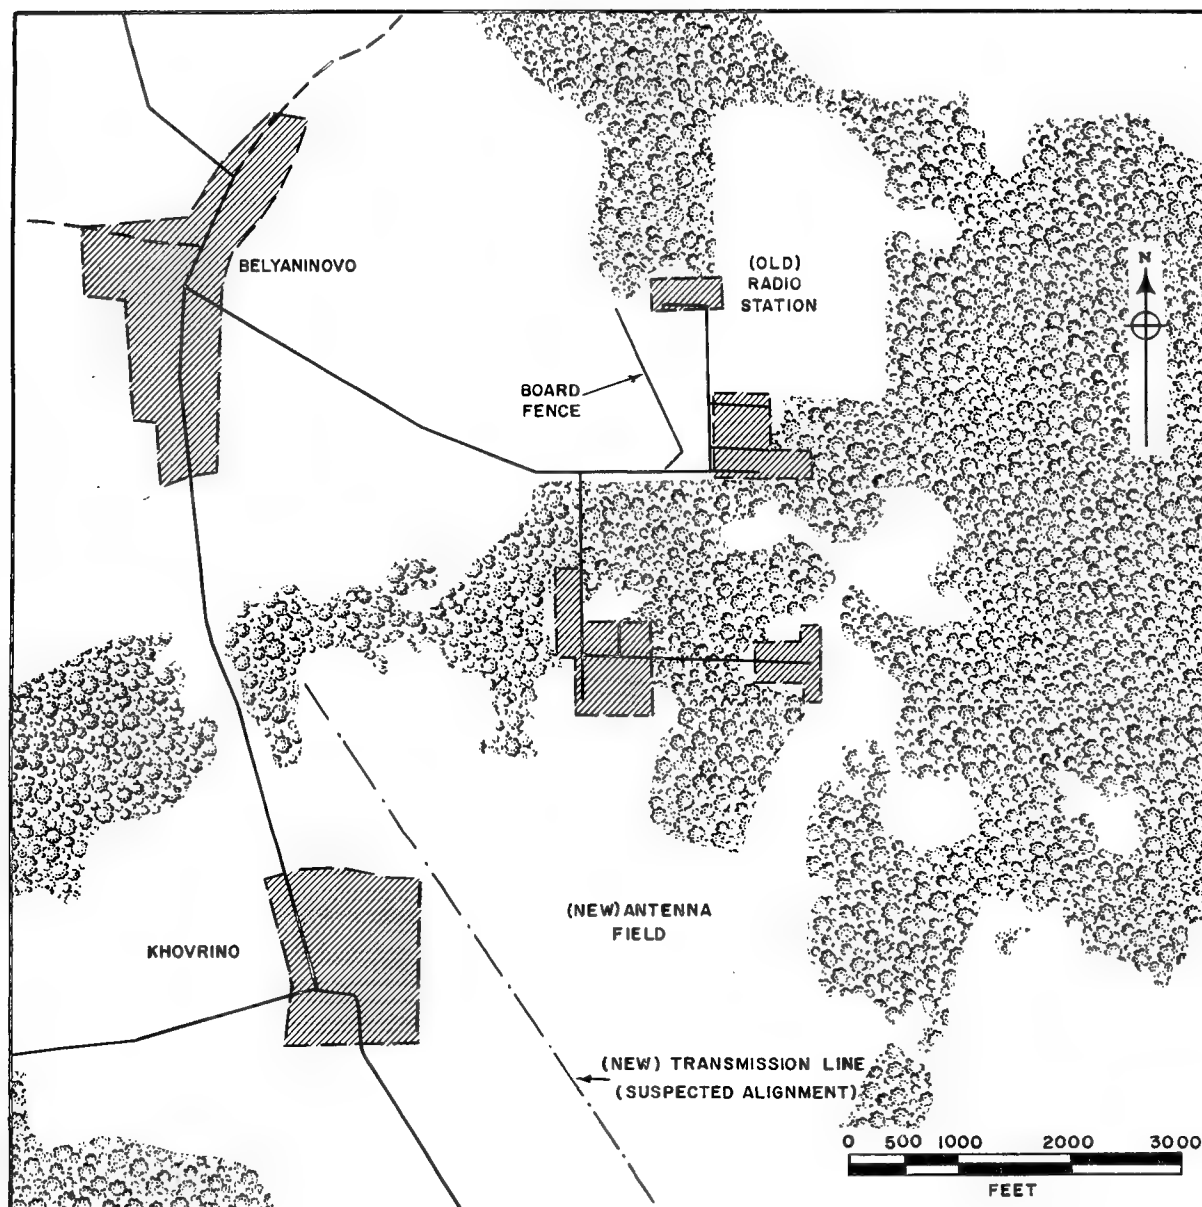 BELYANINOVO
(OLD)
RADIO
STATION
N
BOARD
FENCE
(NEW) ANTENNA
FIELD
KHOVRINO
(NEW) TRANSMISSION LINE
(SUSPECTED ALIGNMENT)
0 500 1000 2000 3000
FEET